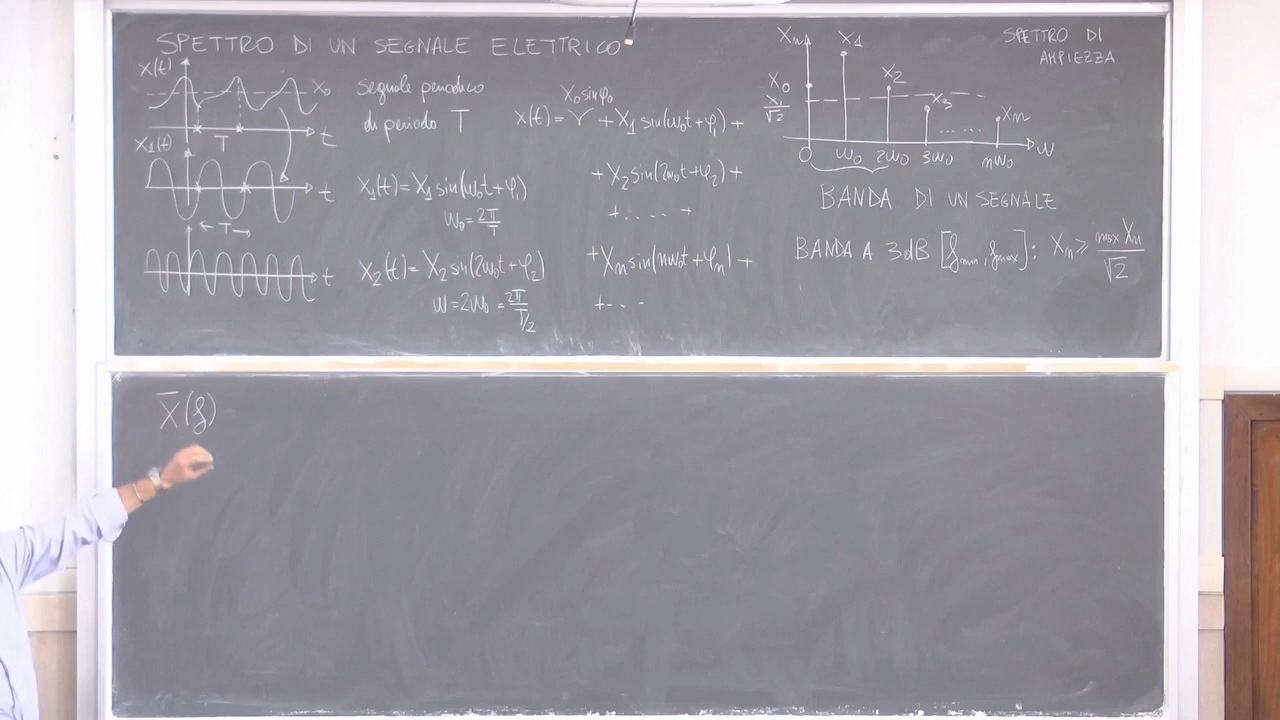 SPETTRO DI UN SEGNALE ELETTRICO
X(t)
X₀
T
t
segnale periodico
di periodo T
X₀ sinφ₀
x(t) = + X₁ sin(ω₀t+φ₁) +
+ X₂ sin(2ω₀t+φ₂) +
+ .... +
+ Xₙ sin(nω₀t+φₙ) +
+ ...
X₁(t)
t
← T →
X₁(t) = X₁ sin(ω₀t+φ₁)
ω₀ = 2π/T
t
X₂(t) = X₂ sin(2ω₀t+φ₂)
ω = 2ω₀ = 2π/T/2
SPETTRO DI
AMPIEZZA
Xₙ
X₁
X₀
X₁/√2
X₂
X₃
......
Xₙ
0 ω₀ 2ω₀ 3ω₀ nω₀ ω
BANDA DI UN SEGNALE
BANDA A 3dB [fmin, fmax]: Xₙ ⩾ max Xₙ/√2
X̄(f)